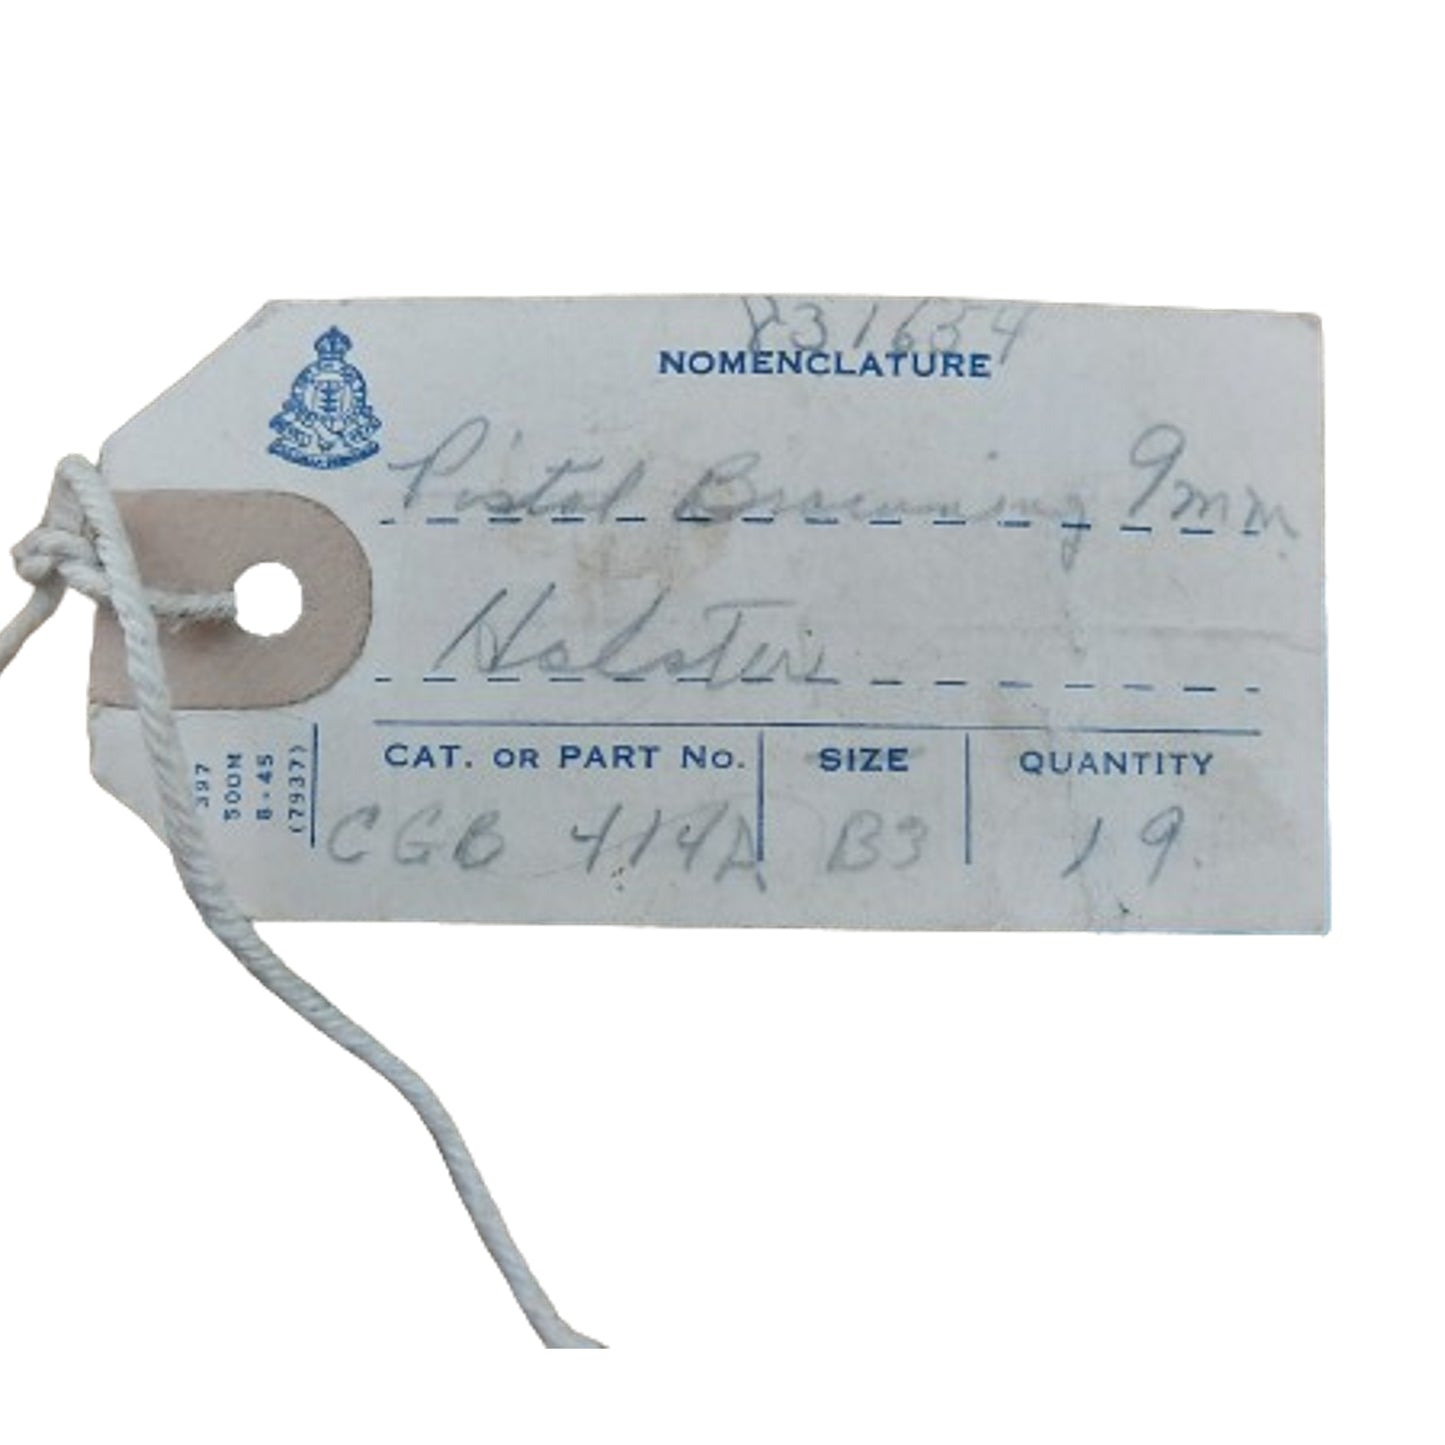 831654
NOMENCLATURE
Pistol Browning 9mm.
Holster
CAT. OR PART No.
SIZE
QUANTITY
CGB 414A
B3
19.
397
500M
8-45
(7937)